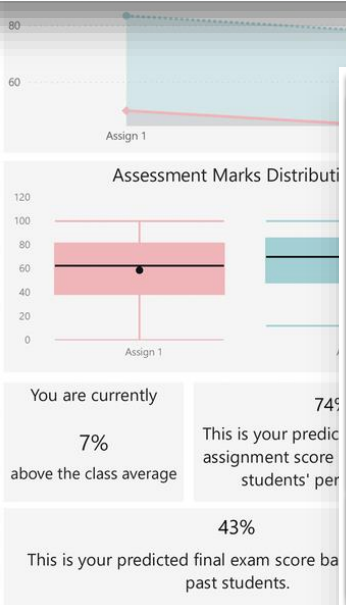 80
60
Assign 1
Assessment Marks Distributi
120
100
80
60
40
20
0
Assign 1
You are currently
7%
above the class average
74%
This is your predic
assignment score
students' per
43%
This is your predicted final exam score ba
past students.